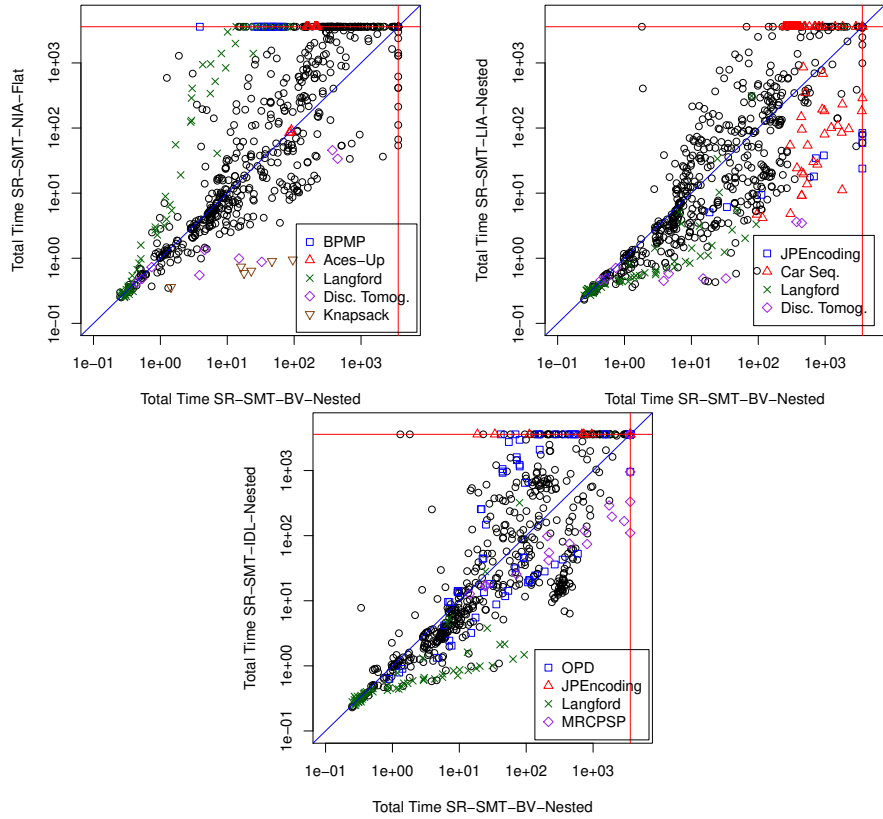 Total Time SR−SMT−NIA−Flat
1e+03
1e+02
1e+01
1e+00
1e−01
BPMP
Aces−Up
Langford
Disc. Tomog.
Knapsack
1e−01 1e+00 1e+01 1e+02 1e+03
Total Time SR−SMT−BV−Nested
Total Time SR−SMT−LIA−Nested
1e+03
1e+02
1e+01
1e+00
1e−01
JPEncoding
Car Seq.
Langford
Disc. Tomog.
1e−01 1e+00 1e+01 1e+02 1e+03
Total Time SR−SMT−BV−Nested
Total Time SR−SMT−IDL−Nested
1e+03
1e+02
1e+01
1e+00
1e−01
OPD
JPEncoding
Langford
MRCPSP
1e−01 1e+00 1e+01 1e+02 1e+03
Total Time SR−SMT−BV−Nested